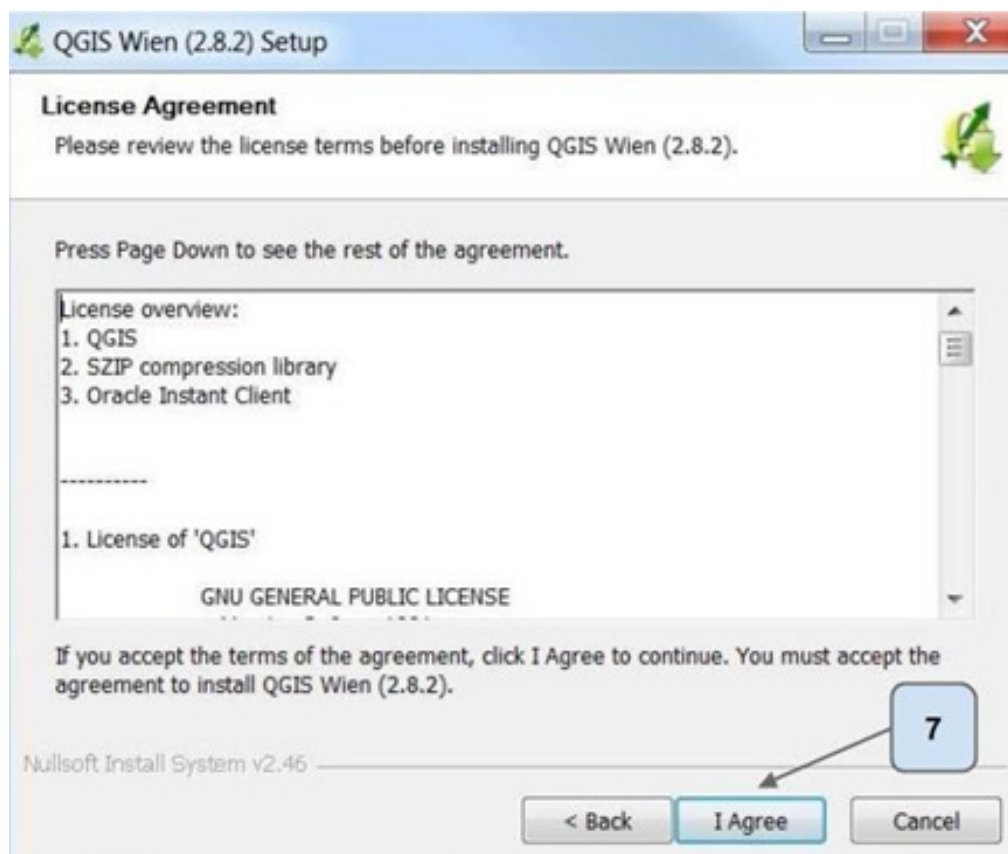 QGIS Wien (2.8.2) Setup
License Agreement
Please review the license terms before installing QGIS Wien (2.8.2).
Press Page Down to see the rest of the agreement.
License overview:
1. QGIS
2. SZIP compression library
3. Oracle Instant Client
----------
1. License of 'QGIS'
GNU GENERAL PUBLIC LICENSE
If you accept the terms of the agreement, click I Agree to continue. You must accept the
agreement to install QGIS Wien (2.8.2).
7
Nullsoft Install System v2.46
< Back
I Agree
Cancel